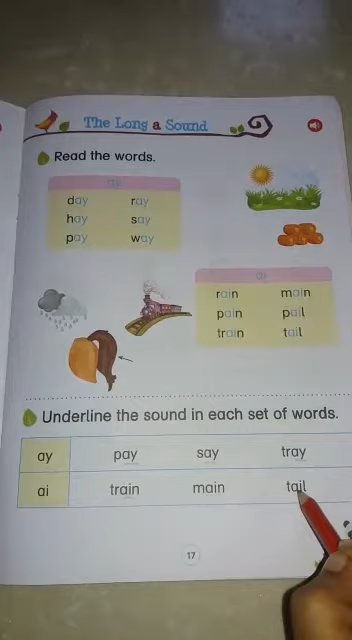 The Long a Sound
Read the words.
ay
day ray
hay say
pay way
ai
rain main
pain pail
train tail
Underline the sound in each set of words.
ay pay say tray
ai train main tail
17